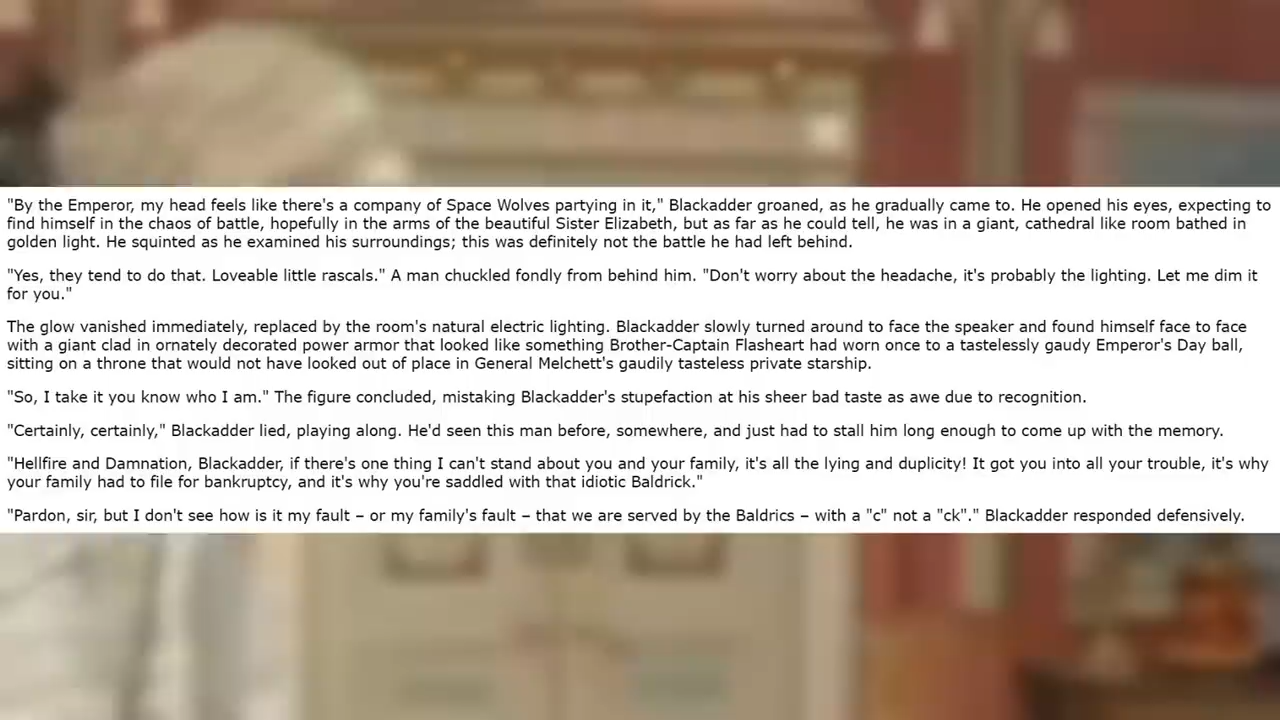 "By the Emperor, my head feels like there's a company of Space Wolves partying in it," Blackadder groaned, as he gradually came to. He opened his eyes, expecting to
find himself in the chaos of battle, hopefully in the arms of the beautiful Sister Elizabeth, but as far as he could tell, he was in a giant, cathedral like room bathed in
golden light. He squinted as he examined his surroundings; this was definitely not the battle he had left behind.
"Yes, they tend to do that. Loveable little rascals." A man chuckled fondly from behind him. "Don't worry about the headache, it's probably the lighting. Let me dim it
for you."
The glow vanished immediately, replaced by the room's natural electric lighting. Blackadder slowly turned around to face the speaker and found himself face to face
with a giant clad in ornately decorated power armor that looked like something Brother-Captain Flasheart had worn once to a tastelessly gaudy Emperor's Day ball,
sitting on a throne that would not have looked out of place in General Melchett's gaudily tasteless private starship.
"So, I take it you know who I am." The figure concluded, mistaking Blackadder's stupefaction at his sheer bad taste as awe due to recognition.
"Certainly, certainly," Blackadder lied, playing along. He'd seen this man before, somewhere, and just had to stall him long enough to come up with the memory.
"Hellfire and Damnation, Blackadder, if there's one thing I can't stand about you and your family, it's all the lying and duplicity! It got you into all your trouble, it's why
your family had to file for bankruptcy, and it's why you're saddled with that idiotic Baldrick."
"Pardon, sir, but I don't see how is it my fault – or my family's fault – that we are served by the Baldrics – with a "c" not a "ck"." Blackadder responded defensively.